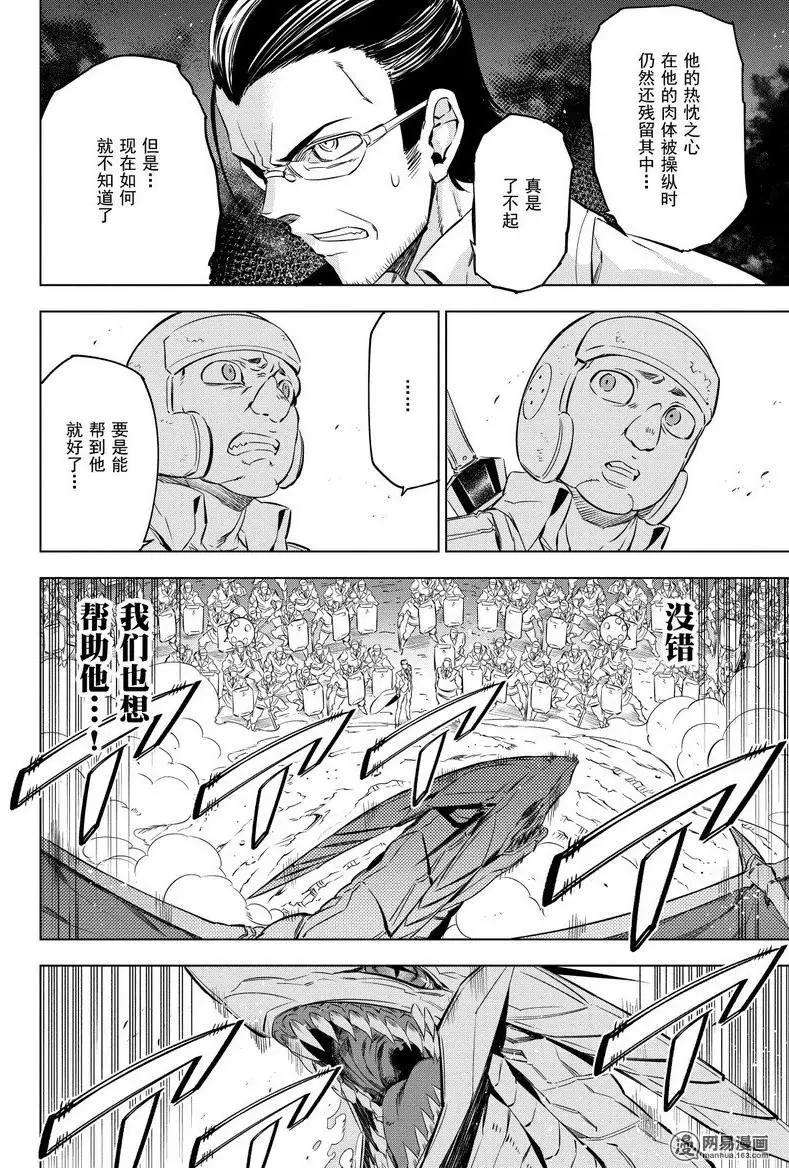 他的热忱之心
在他的肉体被操纵时
仍然还残留其中…
真是
了不起
但是…
现在如何
就不知道了
……
要是能
帮到他
就好了…
没错
我们也想
帮助他…！
网易漫画
manhua.163.com